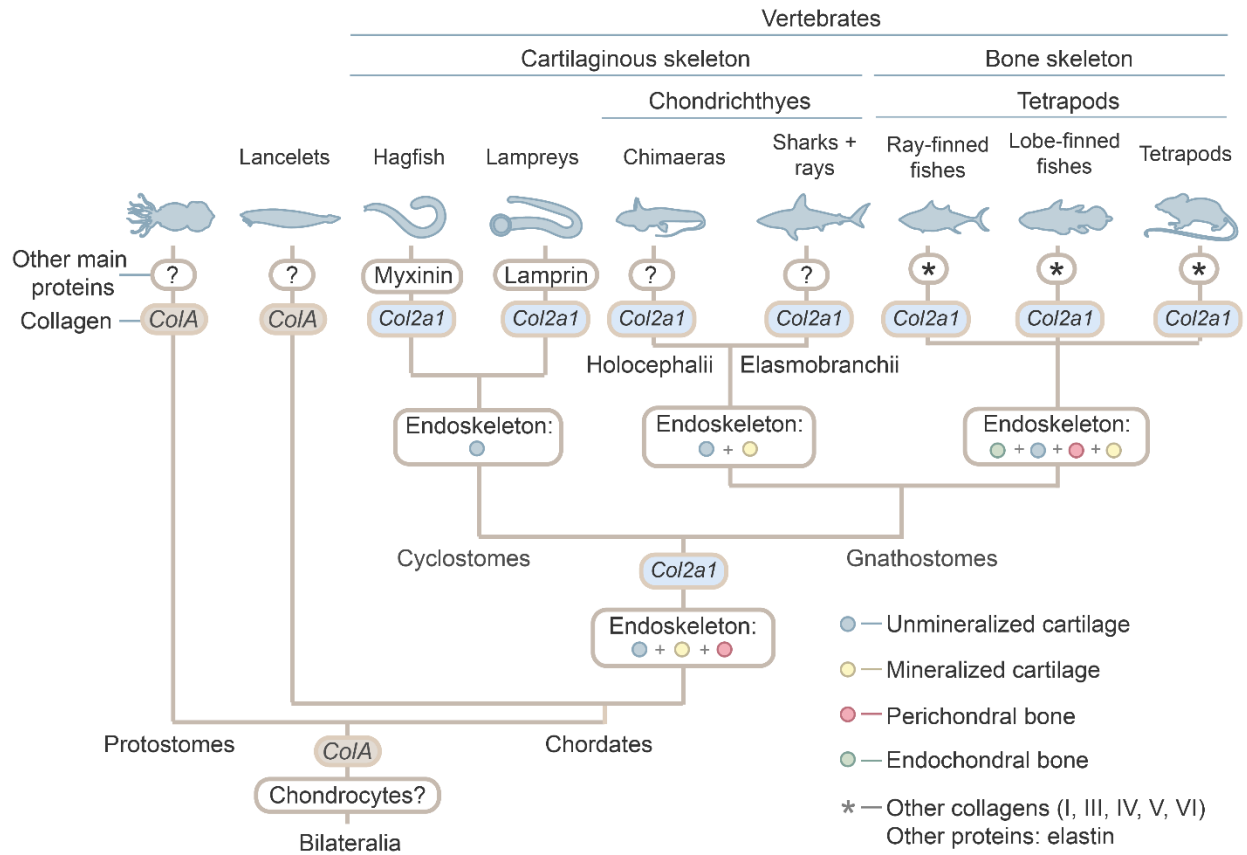 Vertebrates
Cartilaginous skeleton
Bone skeleton
Chondrichthyes
Tetrapods
Lancelets
Hagfish
Lampreys
Chimaeras
Sharks +
rays
Ray-finned
fishes
Lobe-finned
fishes
Tetrapods
Other main
proteins
?
?
Myxinin
Lamprin
?
?
*
*
*
Collagen
ColA
ColA
Col2a1
Col2a1
Col2a1
Col2a1
Col2a1
Col2a1
Col2a1
Holocephalii
Elasmobranchii
Endoskeleton:
Endoskeleton:
+
Endoskeleton:
+ + +
Cyclostomes
Gnathostomes
Col2a1
Endoskeleton:
+ +
Unmineralized cartilage
Mineralized cartilage
Perichondral bone
Endochondral bone
* Other collagens (I, III, IV, V, VI)
Other proteins: elastin
Protostomes
Chordates
ColA
Chondrocytes?
Bilateralia